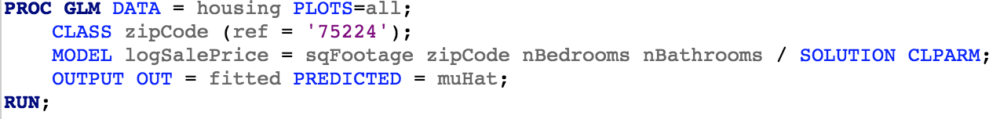 PROC GLM DATA = housing PLOTS=all;
CLASS zipCode (ref = '75224');
MODEL logSalePrice = sqFootage zipCode nBedrooms nBathrooms / SOLUTION CLPARM;
OUTPUT OUT = fitted PREDICTED = muHat;
RUN;